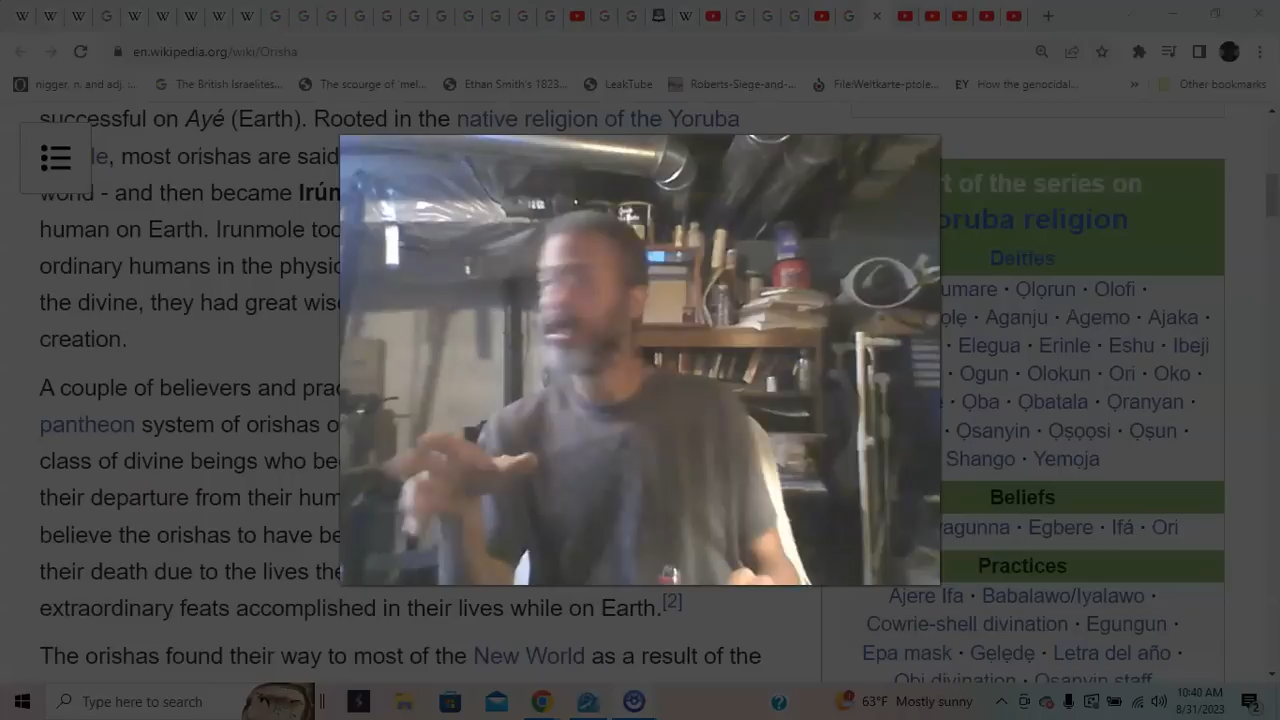 en.wikipedia.org/wiki/Orisha
nigger, n. and adj. :...
The British Israelites...
The scourge of 'mel...
Ethan Smith's 1823...
LeakTube
Roberts-Siege-and-...
File:Weltkarte-ptole...
EY How the genocidal...
»
Other bookmarks
successful on Ayé (Earth). Rooted in the native religion of the Yoruba
le, most orishas are said
world - and then became Irúnm
human on Earth. Irunmole too
ordinary humans in the physic
the divine, they had great wis
creation.
A couple of believers and prac
pantheon system of orishas o
class of divine beings who be
their departure from their hum
believe the orishas to have be
their death due to the lives the
extraordinary feats accomplished in their lives while on Earth.[2]
The orishas found their way to most of the New World as a result of the
t of the series on
oruba religion
Deities
umare · Ọlọrun · Olofi ·
ọlẹ · Aganju · Agemo · Ajaka ·
Elegua · Erinle · Eshu · Ibeji
Ogun · Olokun · Ori · Oko ·
Ọba · Ọbatala · Ọranyan ·
Ọsanyin · Ọṣọọsi · Ọṣun ·
Shango · Yemọja
Beliefs
agunna · Egbere · Ifá · Ori
Practices
Ajere Ifa · Babalawo/Iyalawo ·
Cowrie-shell divination · Egungun ·
Epa mask · Gẹlẹdẹ · Letra del año ·
Obi divination · Osanyin staff
Type here to search
63°F Mostly sunny
10:40 AM
8/31/2023
2